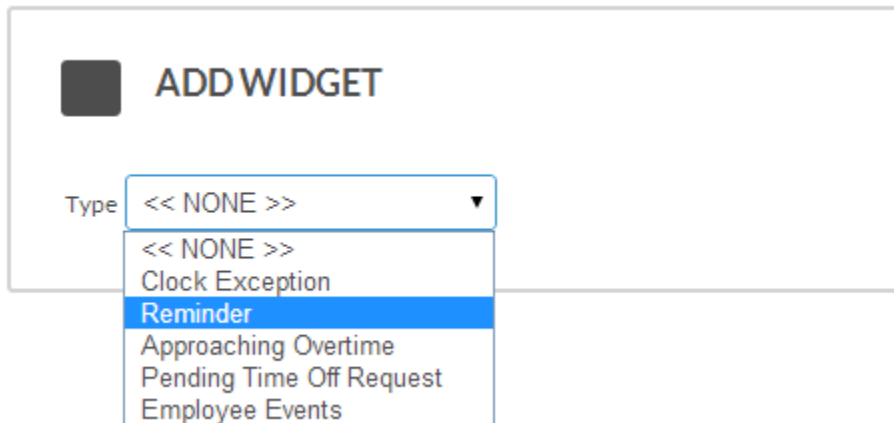 ADD WIDGET
Type << NONE >>
<< NONE >>
Clock Exception
Reminder
Approaching Overtime
Pending Time Off Request
Employee Events